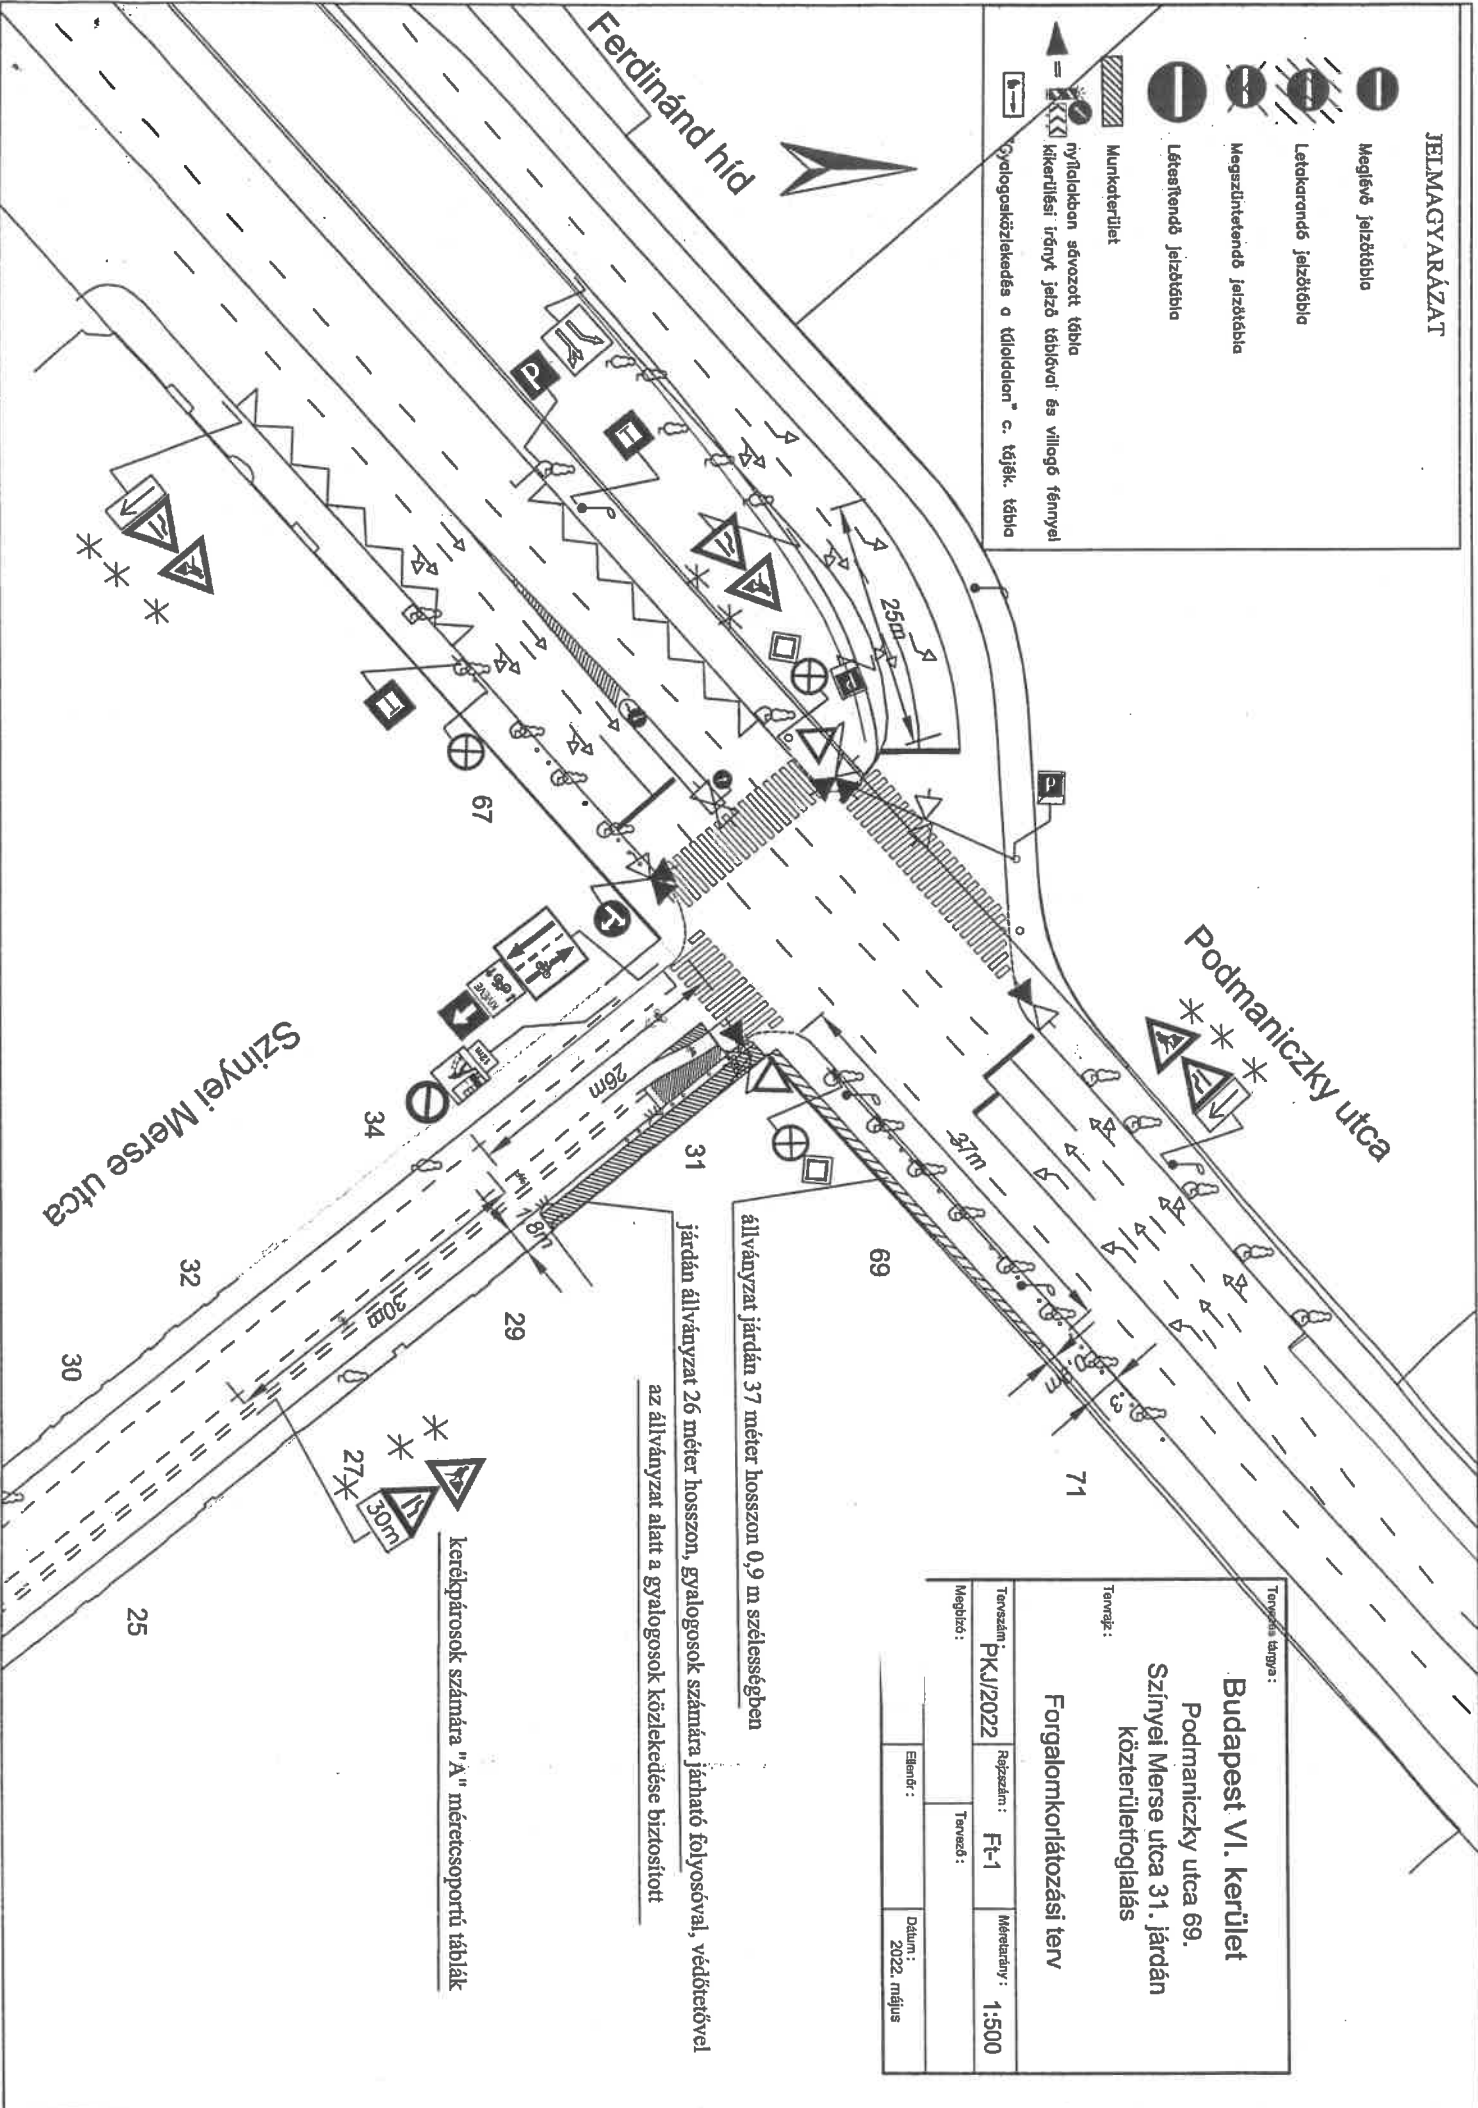 JELMAGYARÁZAT
Meglévő jelzőtábla
Letakarandó jelzőtábla
Megszüntetendő jelzőtábla
Létesítendő jelzőtábla
Munkaterület
nyílalakban sávozott tábla
kikerülési irányt jelző táblával és villogó fénnyel
Gyalogosközlekedés a túloldalon" c. tájék. tábla
Ferdinánd híd
Podmaniczky utca
Szinyei Merse utca
P
25m
67
P
KIVÉVE
12m
34
26m
31
37m
69
1,8m
29
32
30
30m
71
27
30m
25
állványzat járdán 37 méter hosszon 0,9 m szélességben
járdán állványzat 26 méter hosszon, gyalogosok számára járható folyosóval, védőtetővel
az állványzat alatt a gyalogosok közlekedése biztosított
kerékpárosok számára "A" méretcsoportú táblák
Tervezés tárgya:
Budapest VI. kerület
Podmaniczky utca 69.
Színyei Merse utca 31. járdán
közterületfoglalás
Tervrajz:
Forgalomkorlátozási terv
Tervszám: PKJ/2022
Rajzszám: Ft-1
Méretarány: 1:500
Megbízó:
Tervező:
Ellenőr:
Dátum: 2022. május